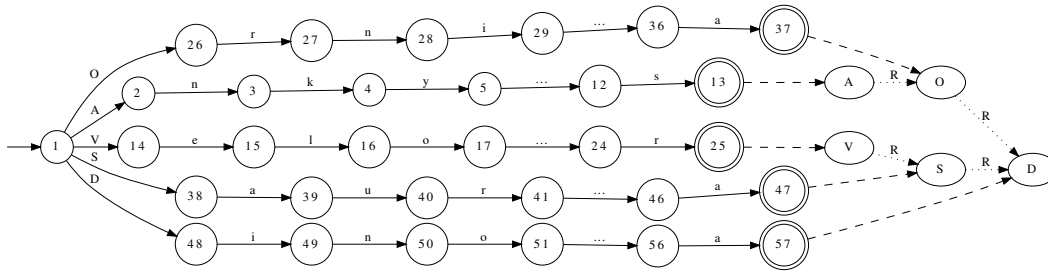 26 r 27 n 28 i 29 ... 36 a 37
O
2 n 3 k 4 y 5 ... 12 s 13 A R O
A
R
1 V 14 e 15 l 16 o 17 ... 24 r 25 V
S
R
S R D
D
38 a 39 u 40 r 41 ... 46 a 47
48 i 49 n 50 o 51 ... 56 a 57